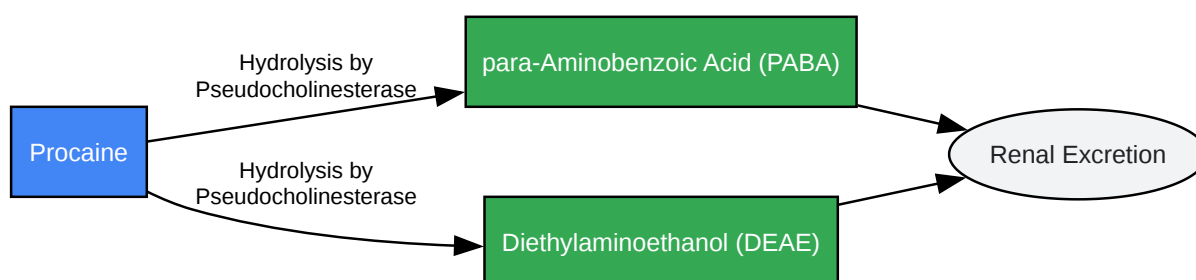 Hydrolysis by
Pseudocholinesterase
para-Aminobenzoic Acid (PABA)
Procaine
Renal Excretion
Hydrolysis by
Pseudocholinesterase
Diethylaminoethanol (DEAE)